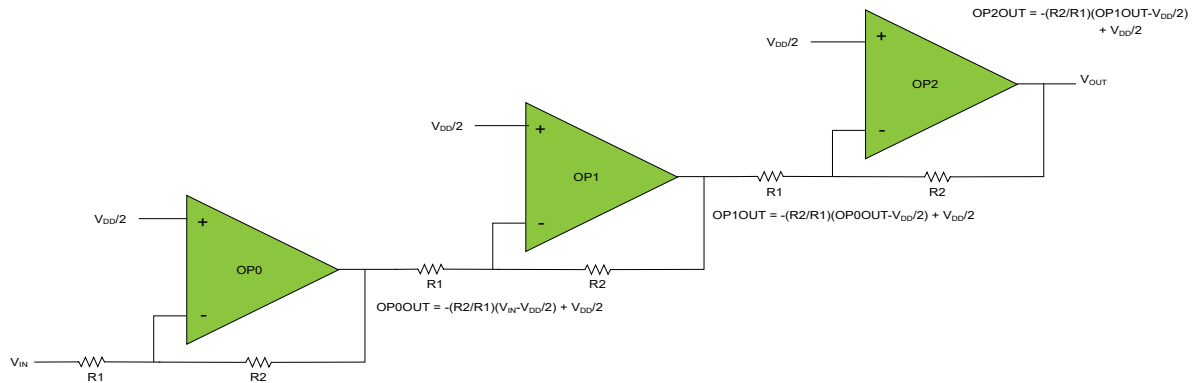 OP2OUT = -(R2/R1)(OP1OUT-VDD/2)
+ VDD/2
VDD/2
+
OP2
-
VOUT
R1
R2
VDD/2
+
OP1
-
OP1OUT = -(R2/R1)(OP0OUT-VDD/2) + VDD/2
R1
R2
VDD/2
+
OP0
-
OP0OUT = -(R2/R1)(VIN-VDD/2) + VDD/2
VIN
R1
R2